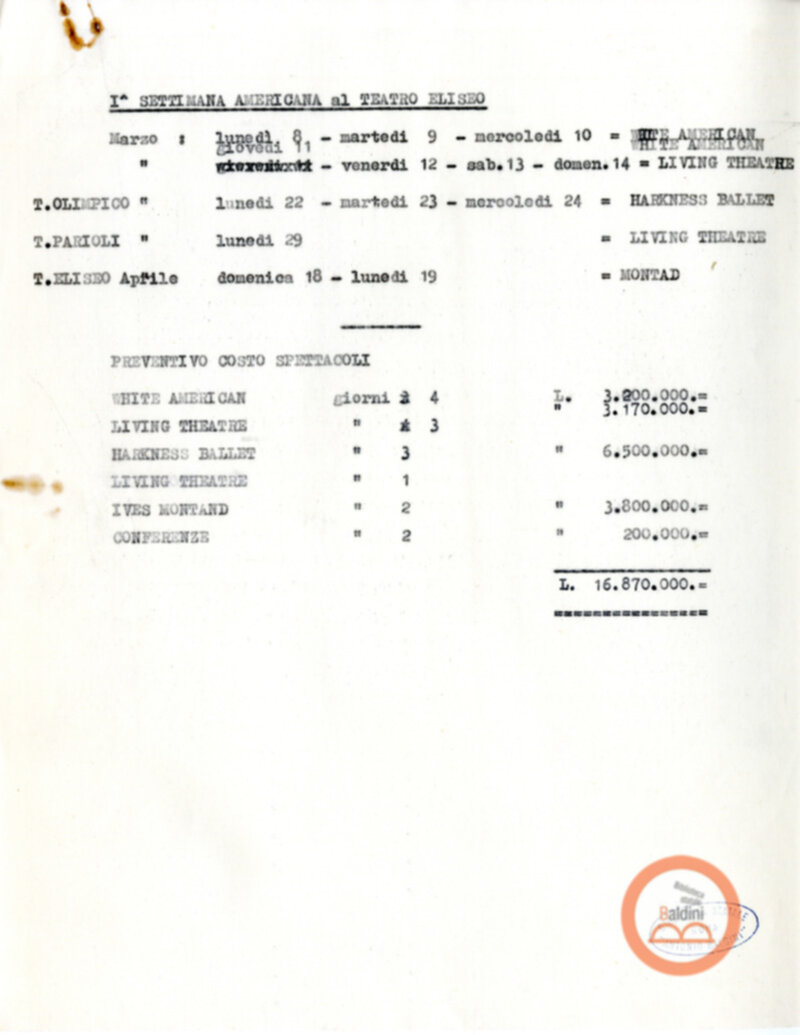 I^ SETTIMANA AMERICANA al TEATRO ELISEO
Marzo : lunedì 8 - martedì 9 - mercoledì 10 = WHITE AMERICAN
giovedì 11 WHITE AMERICAN
" - venerdì 12 - sab.13 - domen.14 = LIVING THEATRE
T.OLIMPICO " lunedì 22 - martedì 23 - mercoledì 24 = HARKNESS BALLET
T.PARIOLI " lunedì 29 = LIVING THEATRE
T.ELISEO Aprile domenica 18 - lunedì 19 = MONTAD
PREVENTIVO COSTO SPETTACOLI
WHITE AMERICAN giorni 4 L. 3.200.000.=
" 3.170.000.=
LIVING THEATRE " 3
HARKNESS BALLET " 3 " 6.500.000.=
LIVING THEATRE " 1
IVES MONTAND " 2 " 3.800.000.=
CONFERENZE " 2 " 200.000.=
L. 16.870.000.=
Biblioteca
statale
Baldini